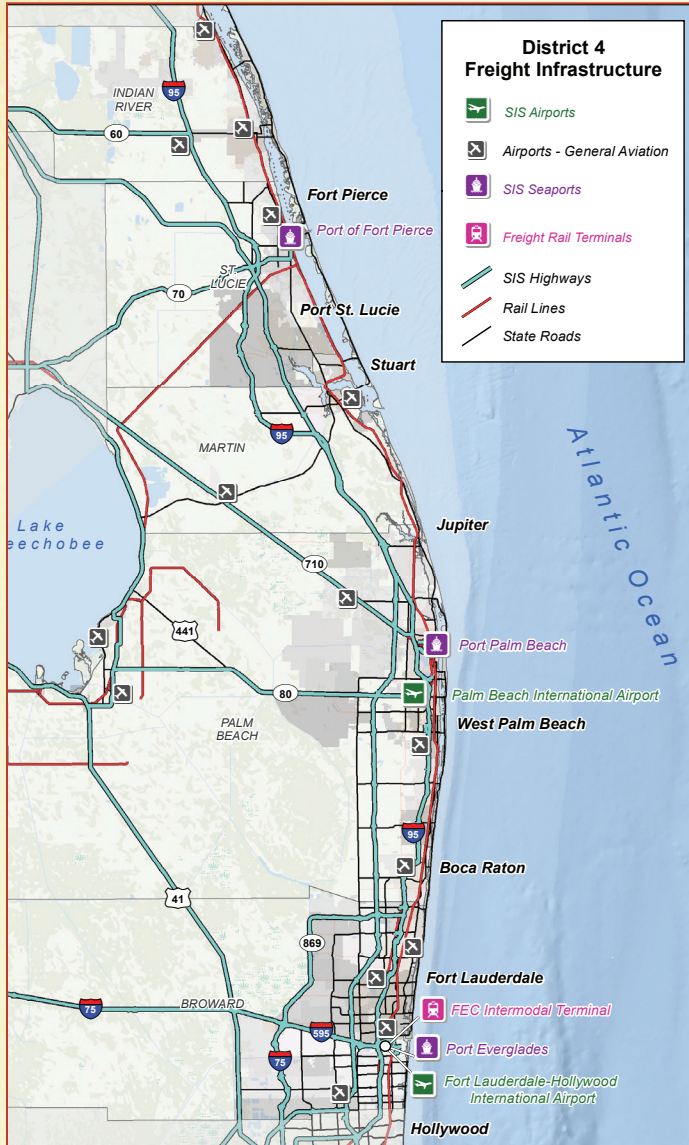 District 4
Freight Infrastructure
SIS Airports
Airports - General Aviation
SIS Seaports
Freight Rail Terminals
SIS Highways
Rail Lines
State Roads
95
INDIAN
RIVER
60
Fort Pierce
Port of Fort Pierce
ST.
LUCIE
70
Port St. Lucie
Stuart
95
MARTIN
Atlantic Ocean
Lake
eechobee
Jupiter
710
441
Port Palm Beach
80
Palm Beach International Airport
PALM
BEACH
West Palm Beach
95
Boca Raton
41
869
Fort Lauderdale
BROWARD
75
FEC Intermodal Terminal
595
Port Everglades
75
Fort Lauderdale-Hollywood
International Airport
Hollywood